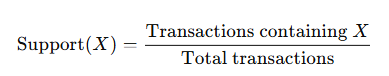 Support(X) = Transactions containing X / Total transactions